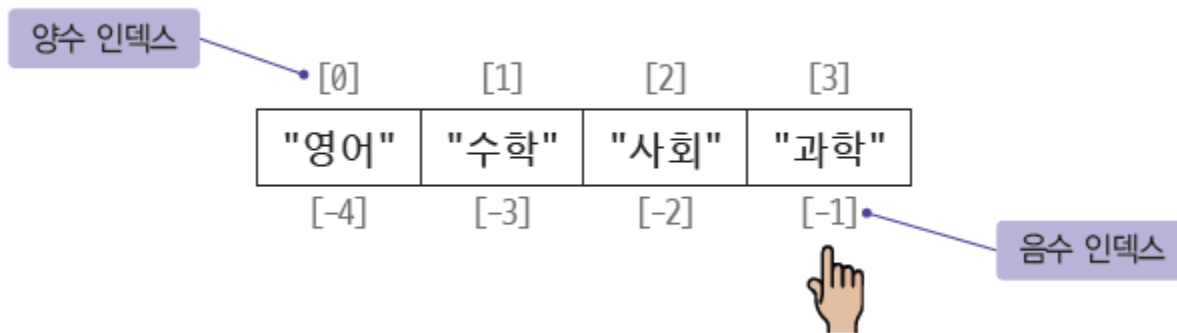 양수 인덱스
[0] [1] [2] [3]
"영어" "수학" "사회" "과학"
[-4] [-3] [-2] [-1]
음수 인덱스